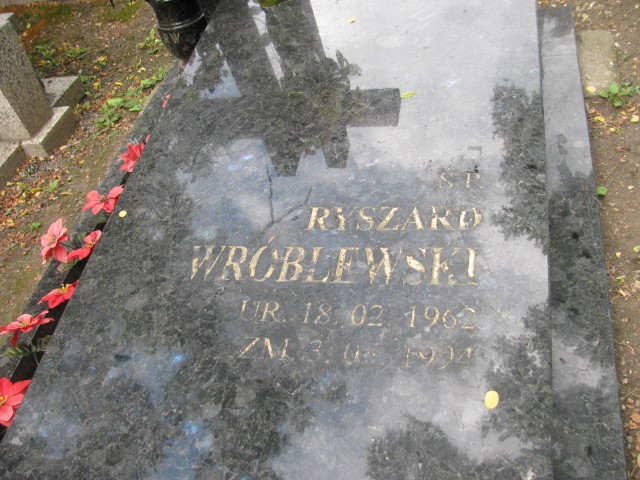 Ś P
RYSZARD
WRÓBLEWSKI
UR. 18. 02. 1962
ZM. 3. 1994